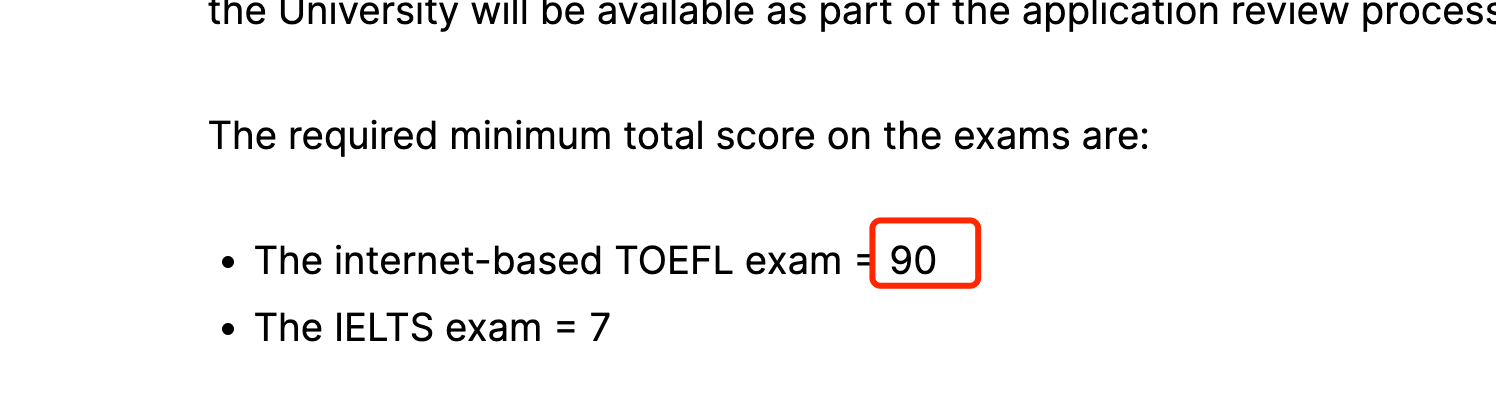 the University will be available as part of the application review process
The required minimum total score on the exams are:
• The internet-based TOEFL exam = 90
• The IELTS exam = 7